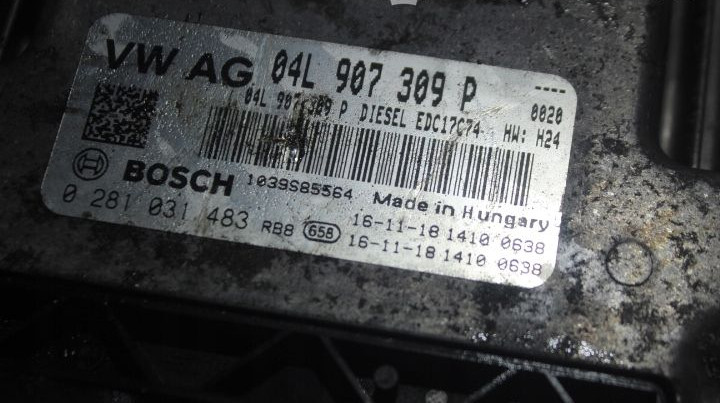 VW AG 04L 907 309 P ----
04L 907 309 P DIESEL EDC17C74 0020
HW: H24
BOSCH 1039S85564 Made in Hungary
0 281 031 483 RB8 658 16-11-18 1410 0638
16-11-18 1410 0638